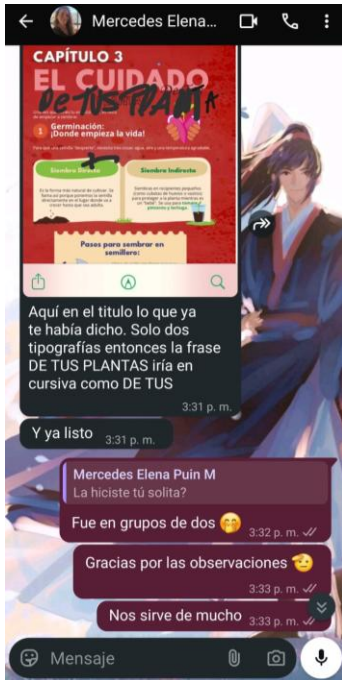 Mercedes Elena...
CAPÍTULO 3
EL CUIDADO
De TUS PLANTA
1 Germinación:
¡Donde empieza la vida!
Siembra Directa
Siembra Indirecta
Pasos para sembrar en
semillero:
Aquí en el titulo lo que ya
te había dicho. Solo dos
tipografías entonces la frase
DE TUS PLANTAS iría en
cursiva como DE TUS
3:31 p. m.
Y ya listo 3:31 p. m.
Mercedes Elena Puin M
La hiciste tú solita?
Fue en grupos de dos 🤭 3:32 p. m.
Gracias por las observaciones 🫡 3:33 p. m.
Nos sirve de mucho 3:33 p. m.
Mensaje